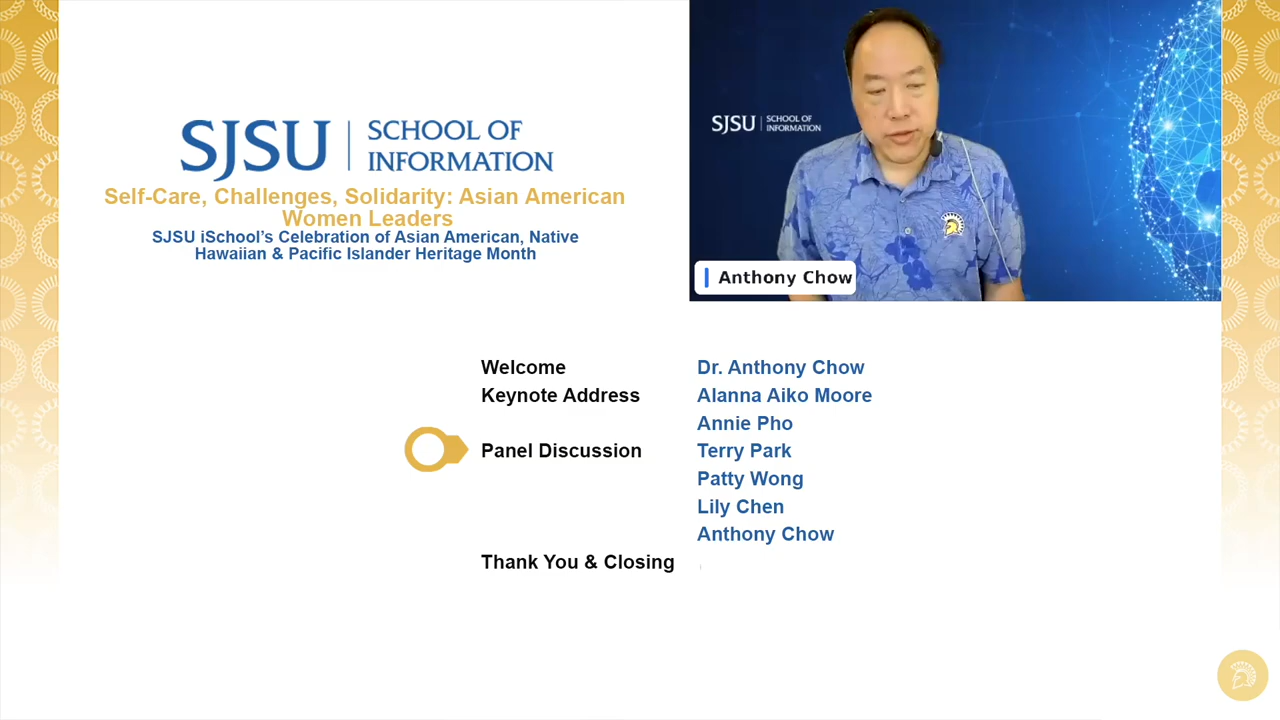 SJSU | SCHOOL OF
INFORMATION
Self-Care, Challenges, Solidarity: Asian American
Women Leaders
SJSU iSchool's Celebration of Asian American, Native
Hawaiian & Pacific Islander Heritage Month
SJSU | SCHOOL OF
INFORMATION
Anthony Chow
Welcome Dr. Anthony Chow
Keynote Address Alanna Aiko Moore
Annie Pho
Panel Discussion Terry Park
Patty Wong
Lily Chen
Anthony Chow
Thank You & Closing